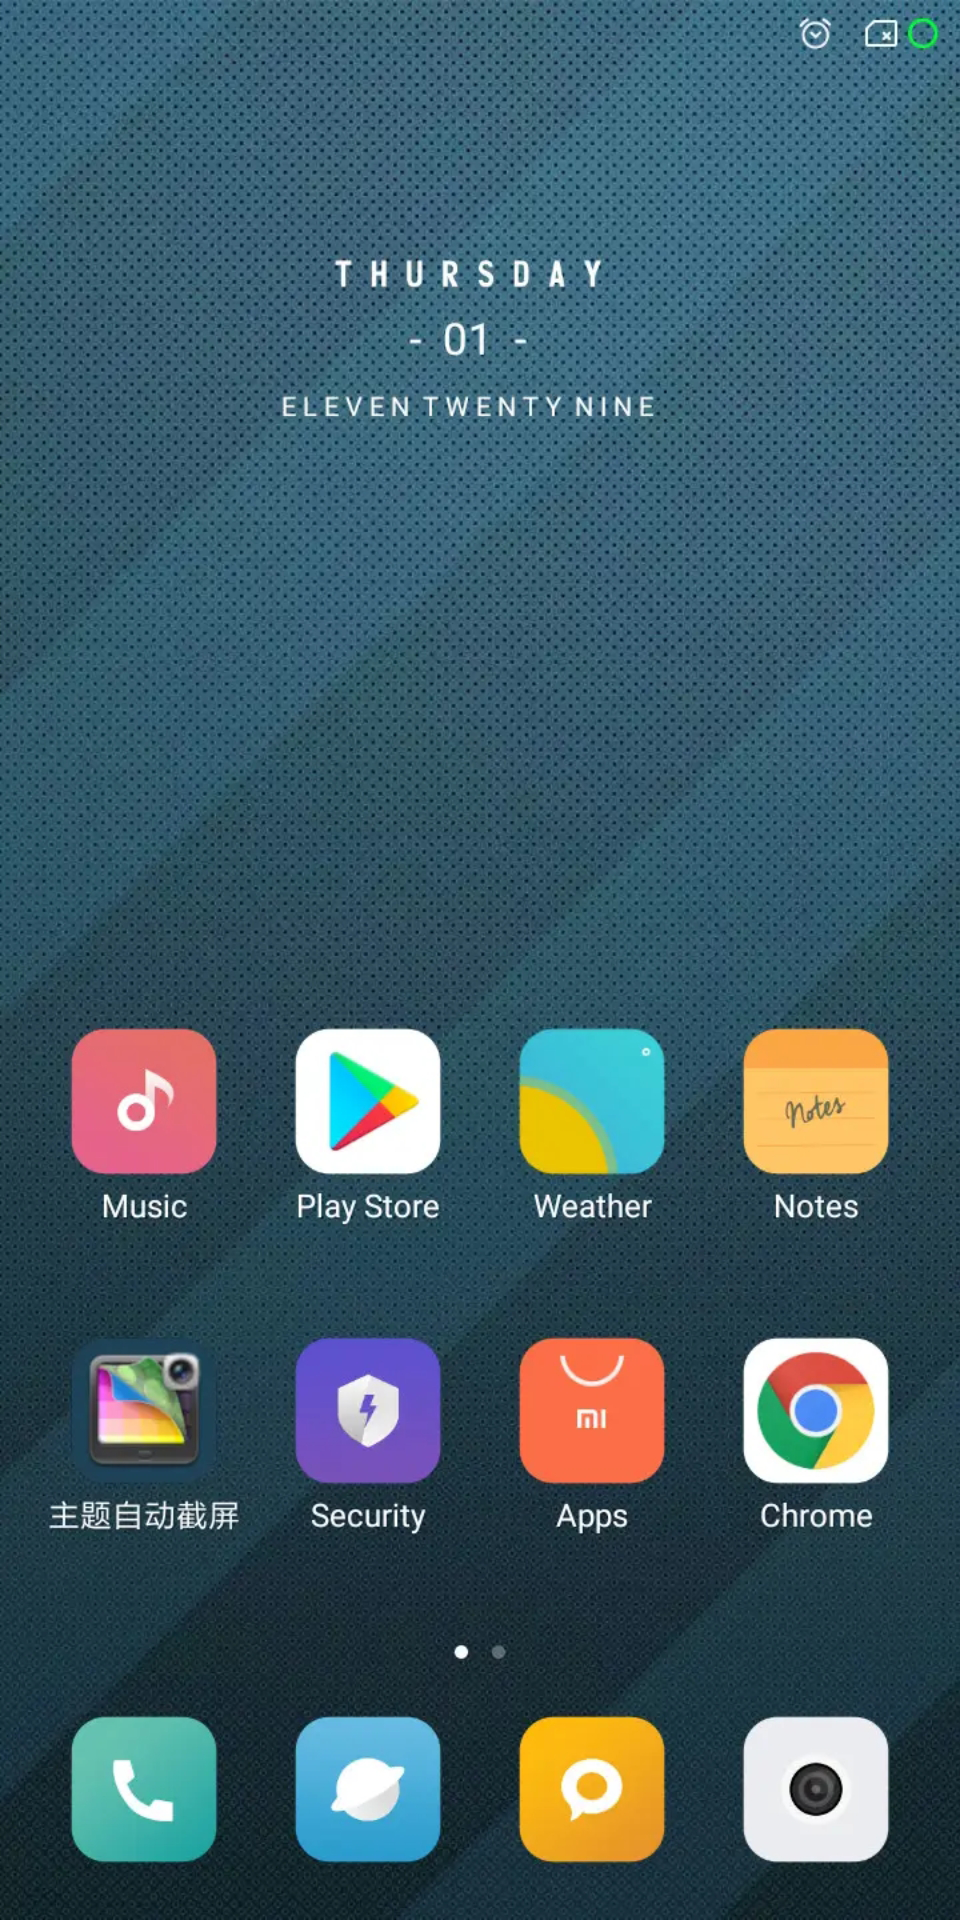 THURSDAY
- 01 -
ELEVEN TWENTY NINE
Notes
Music
Play Store
Weather
Notes
mi
主题自动截屏
Security
Apps
Chrome